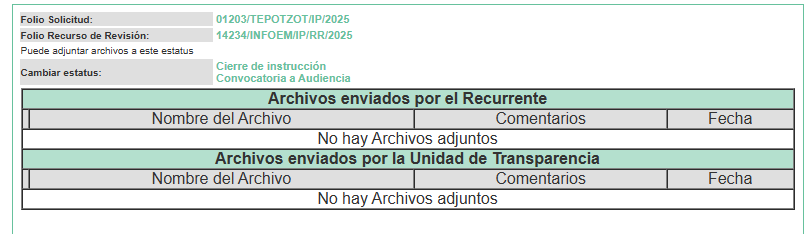 Folio Solicitud: 01203/TEPOTZOT/IP/2025
Folio Recurso de Revisión: 14234/INFOEM/IP/RR/2025
Puede adjuntar archivos a este estatus
Cambiar estatus: Cierre de instrucción
Convocatoria a Audiencia
Archivos enviados por el Recurrente
Nombre del Archivo Comentarios Fecha
No hay Archivos adjuntos
Archivos enviados por la Unidad de Transparencia
Nombre del Archivo Comentarios Fecha
No hay Archivos adjuntos